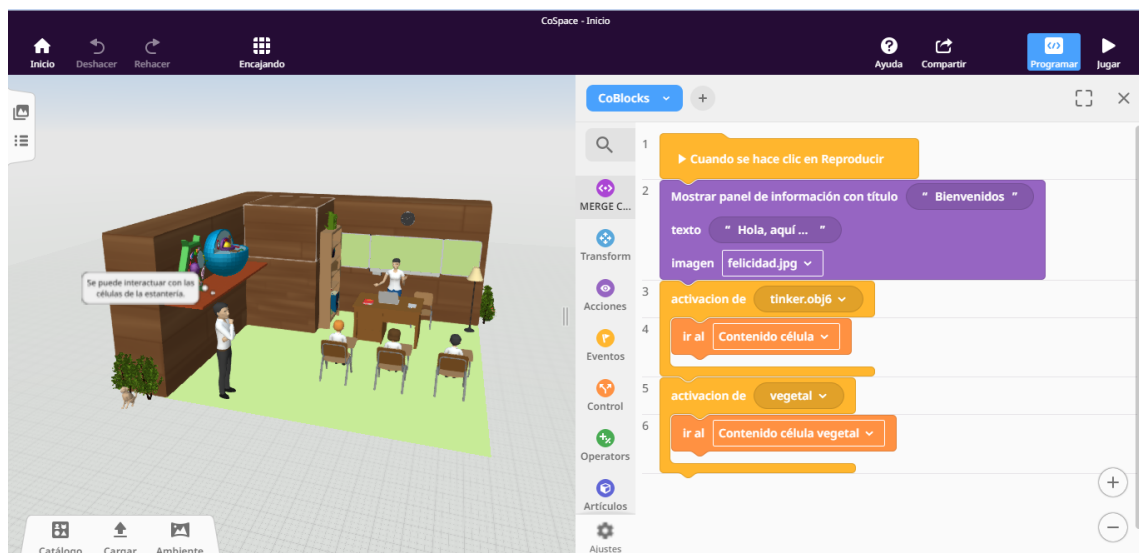 CoSpace - Inicio
Inicio
Deshacer
Rehacer
Encajando
Ayuda
Compartir
Programar
Jugar
Se puede interactuar con las
células de la estantería.
Catálogo
Cargar
Ambiente
CoBlocks
MERGE C...
Transform
Acciones
Eventos
Control
Operators
Artículos
Ajustes
1
Cuando se hace clic en Reproducir
2
Mostrar panel de información con título “ Bienvenidos ”
texto “ Hola, aquí ... ”
imagen felicidad.jpg
3
activacion de tinker.obj6
4
ir al Contenido célula
5
activacion de vegetal
6
ir al Contenido célula vegetal